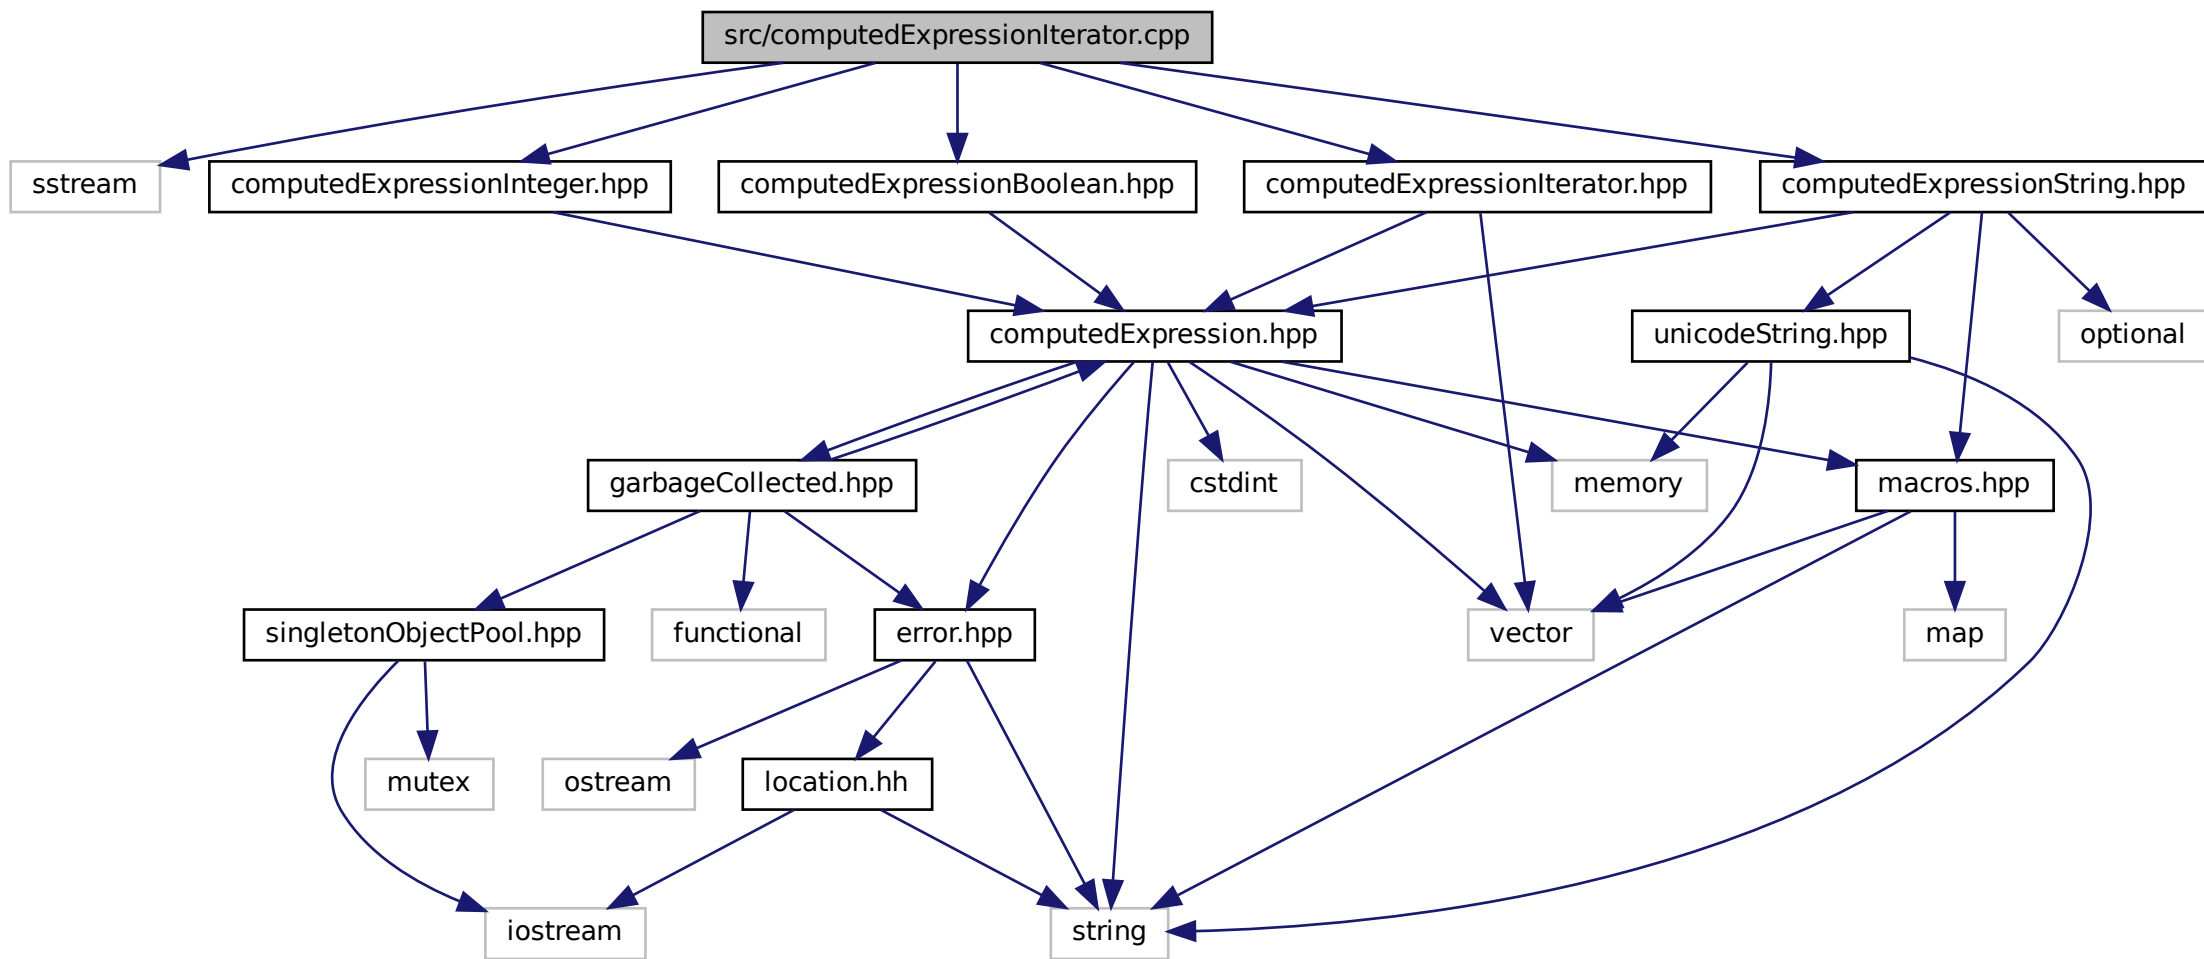 src/computedExpressionIterator.cpp
sstream
computedExpressionInteger.hpp
computedExpressionBoolean.hpp
computedExpressionIterator.hpp
computedExpressionString.hpp
computedExpression.hpp
unicodeString.hpp
optional
garbageCollected.hpp
cstdint
memory
macros.hpp
singletonObjectPool.hpp
functional
error.hpp
vector
map
mutex
ostream
location.hh
iostream
string